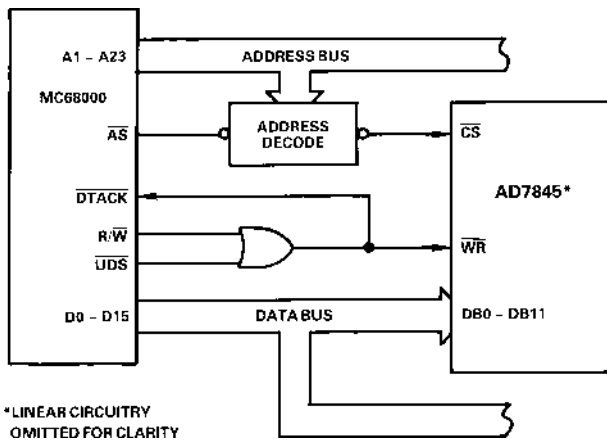 A1 – A23
ADDRESS BUS
MC68000
AS
ADDRESS
DECODE
CS
AD7845*
DTACK
R/W
UDS
WR
D0 – D15
DATA BUS
DB0 – DB11
*LINEAR CIRCUITRY
OMITTED FOR CLARITY